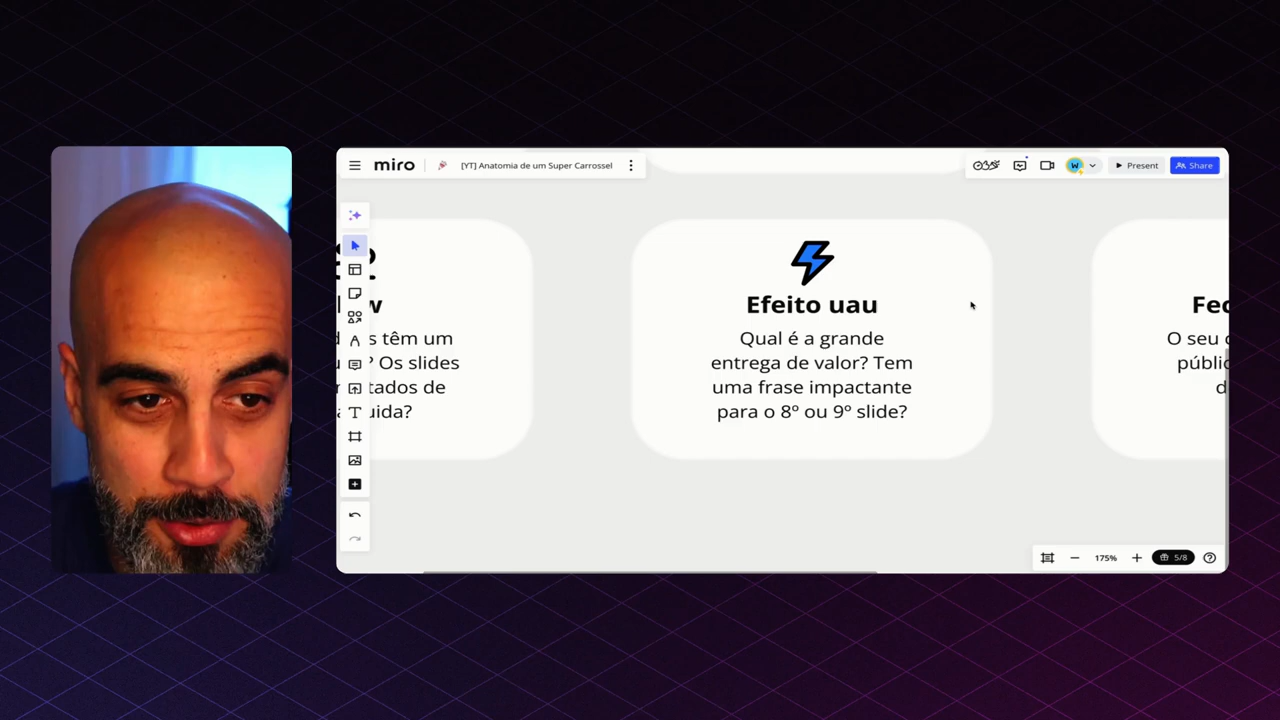 miro
[YT] Anatomia de um Super Carrossel
Present
Share
têm um
? Os slides
tados de
uida?
Efeito uau
Qual é a grande
entrega de valor? Tem
uma frase impactante
para o 8º ou 9º slide?
Fec
O seu
públic
d
W
175%
5/8